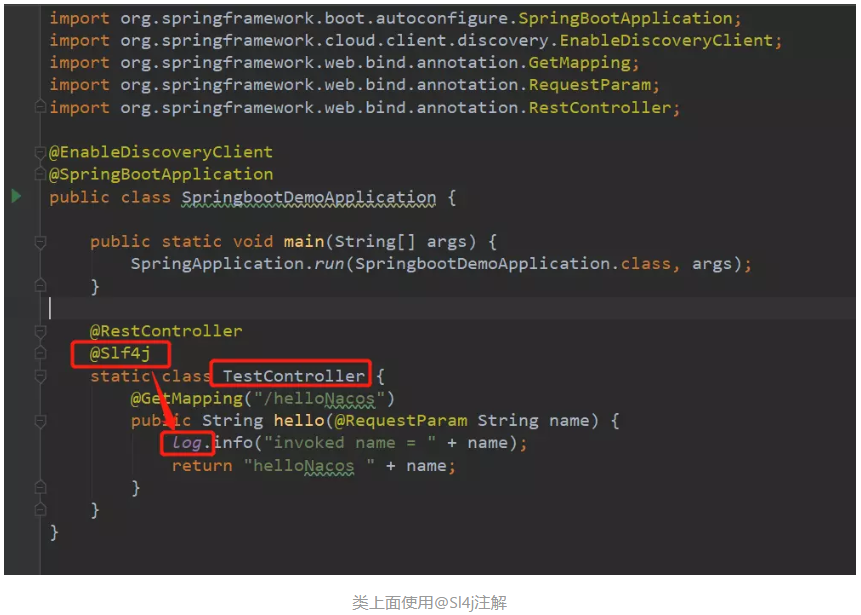 import org.springframework.boot.autoconfigure.SpringBootApplication;
import org.springframework.cloud.client.discovery.EnableDiscoveryClient;
import org.springframework.web.bind.annotation.GetMapping;
import org.springframework.web.bind.annotation.RequestParam;
import org.springframework.web.bind.annotation.RestController;
@EnableDiscoveryClient
@SpringBootApplication
public class SpringbootDemoApplication {
public static void main(String[] args) {
SpringApplication.run(SpringbootDemoApplication.class, args);
}
@RestController
@Slf4j
static class TestController {
@GetMapping("/helloNacos")
public String hello(@RequestParam String name) {
log.info("invoked name = " + name);
return "helloNacos " + name;
}
}
}
类上面使用@Sl4j注解